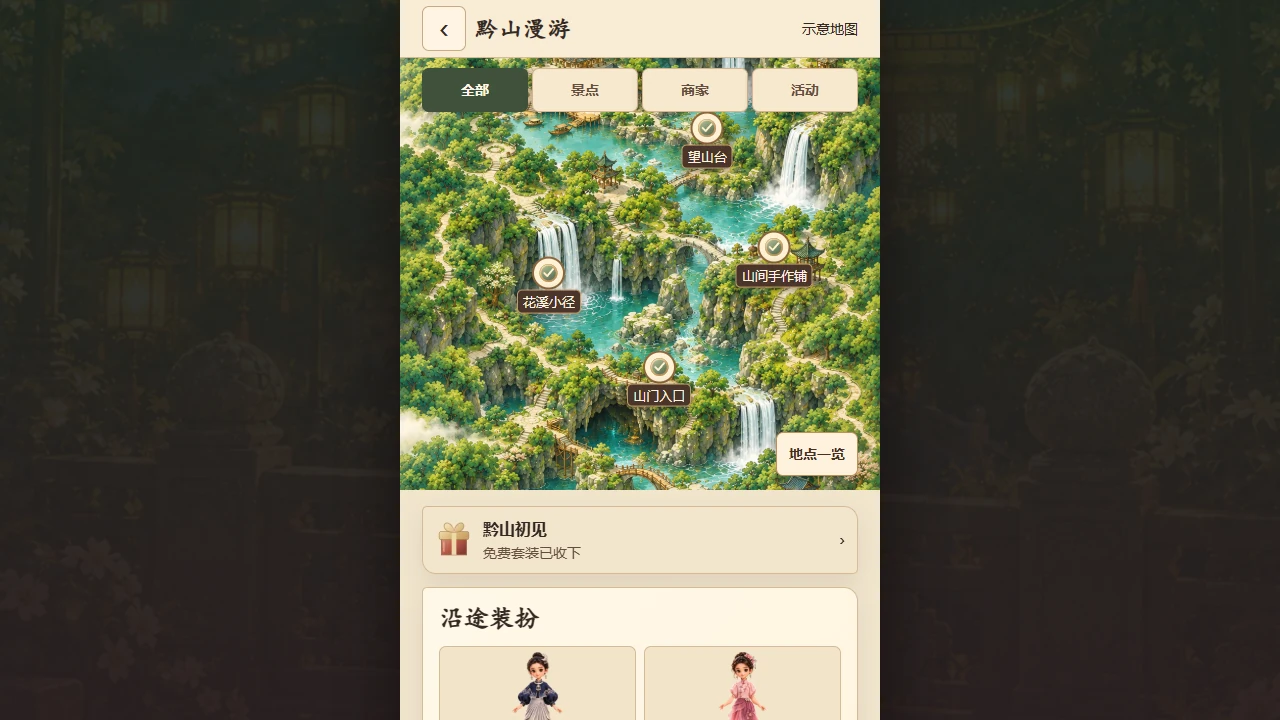 黔山漫游
示意地图
全部
景点
商家
活动
望山台
山间手作铺
花溪小径
山门入口
地点一览
黔山初见
免费套装已收下
沿途装扮